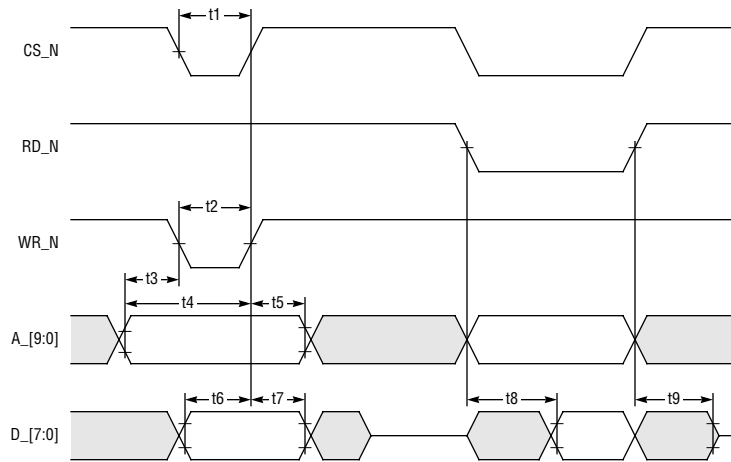 t1
CS_N
RD_N
t2
WR_N
t3
t4 t5
A_[9:0]
t6 t7 t8 t9
D_[7:0]